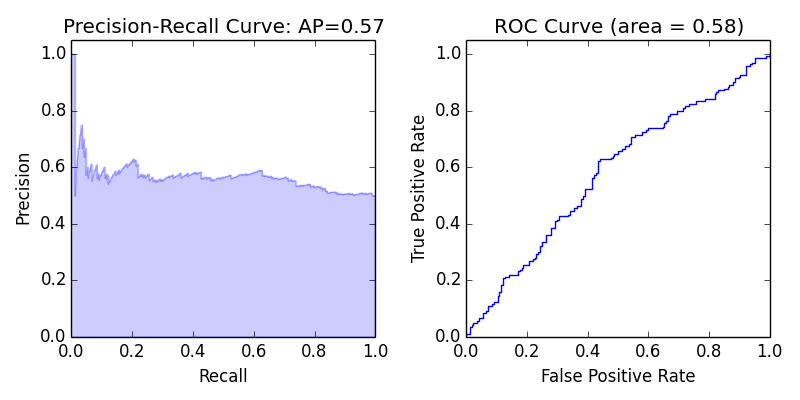 Precision-Recall Curve: AP=0.57
1.0
0.8
0.6
0.4
0.2
0.0
Precision
0.0 0.2 0.4 0.6 0.8 1.0
Recall
ROC Curve (area = 0.58)
1.0
0.8
0.6
0.4
0.2
0.0
True Positive Rate
0.0 0.2 0.4 0.6 0.8 1.0
False Positive Rate